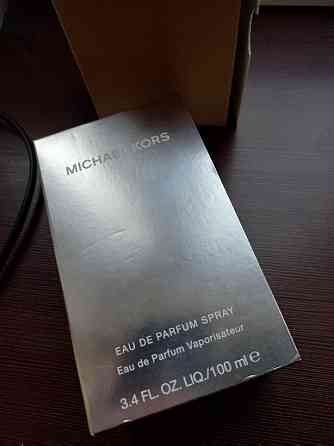 MICHAEL KORS
EAU DE PARFUM SPRAY
Eau de Parfum Vaporisateur
3.4 FL. OZ. LIQ./100 ml ℮